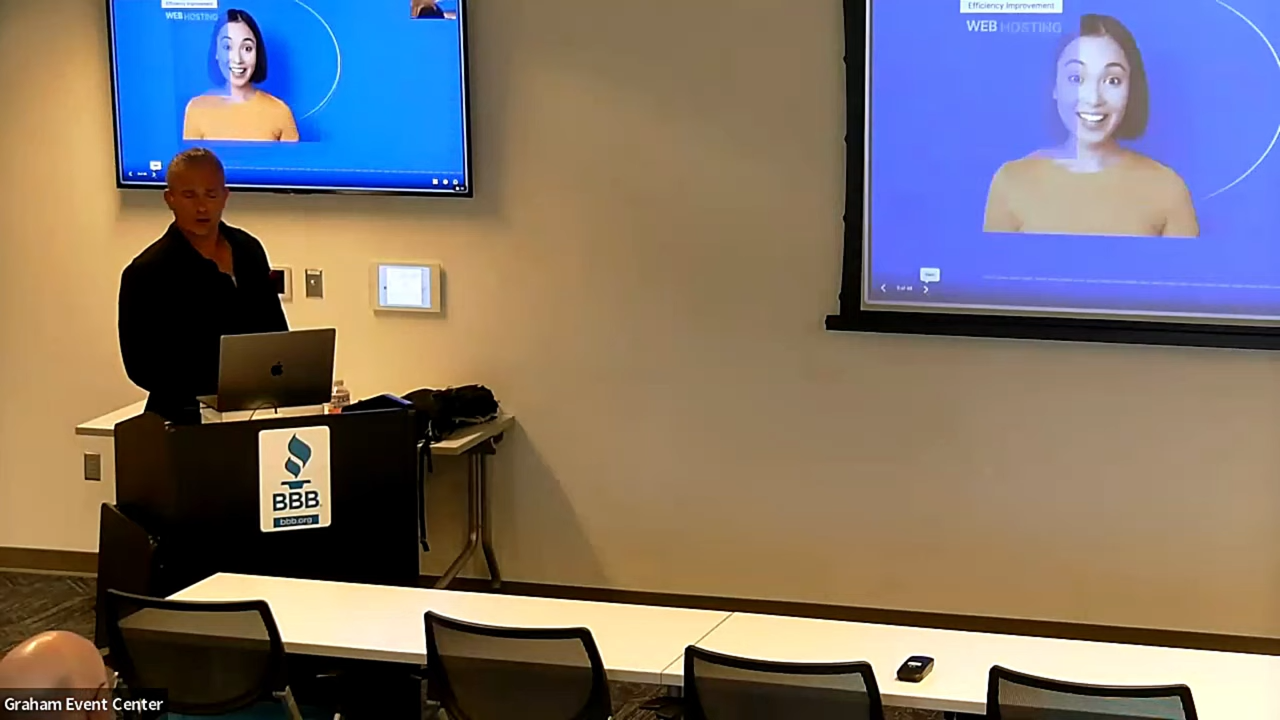 Efficiency Improvement
WEB HOSTING
Efficiency Improvement
WEB HOSTING
BBB
bbb.org
Graham Event Center